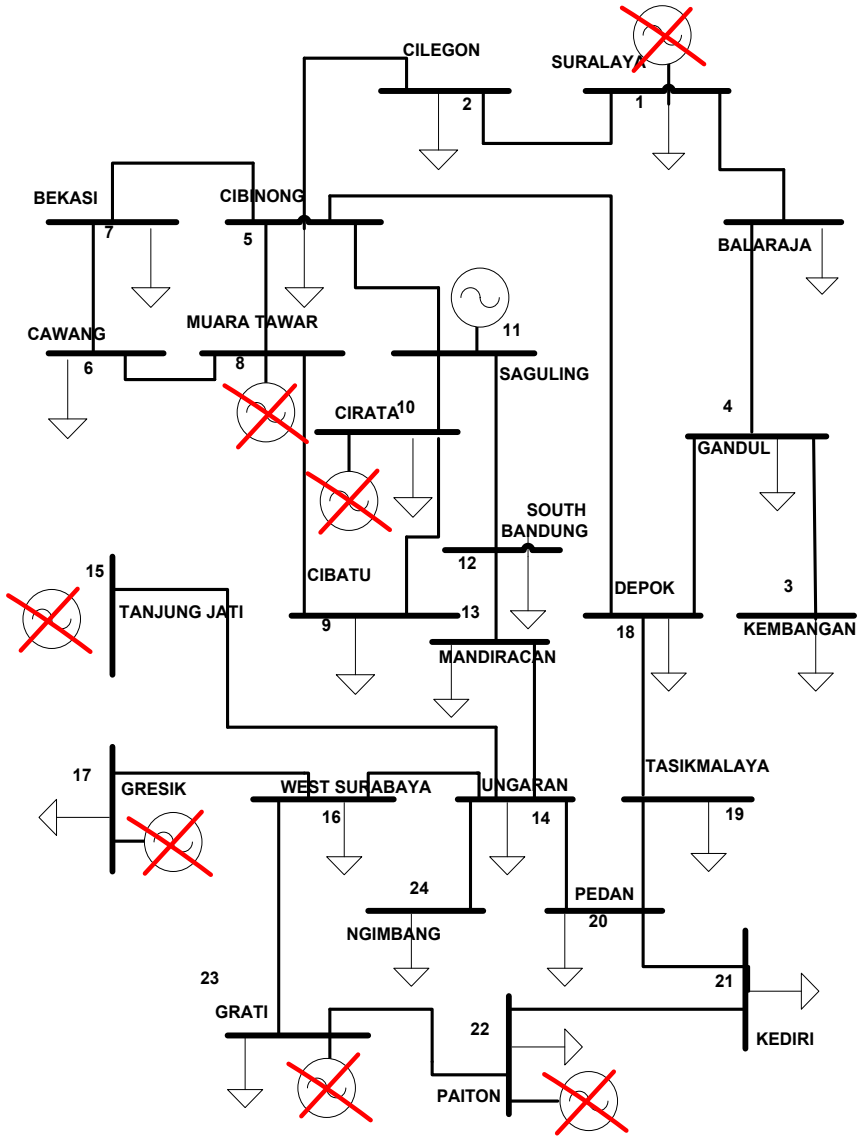 CILEGON
SURALAYA
2
1
BEKASI
CIBINONG
7
5
BALARAJA
MUARA TAWAR
11
CAWANG
6
8
SAGULING
CIRATA
10
4
GANDUL
SOUTH
BANDUNG
12
15
CIBATU
DEPOK
3
TANJUNG JATI
9
13
18
KEMBANGAN
MANDIRACAN
17
GRESIK
WEST SURABAYA
UNGARAN
TASIKMALAYA
16
14
19
24
PEDAN
NGIMBANG
20
23
21
GRATI
22
KEDIRI
PAITON